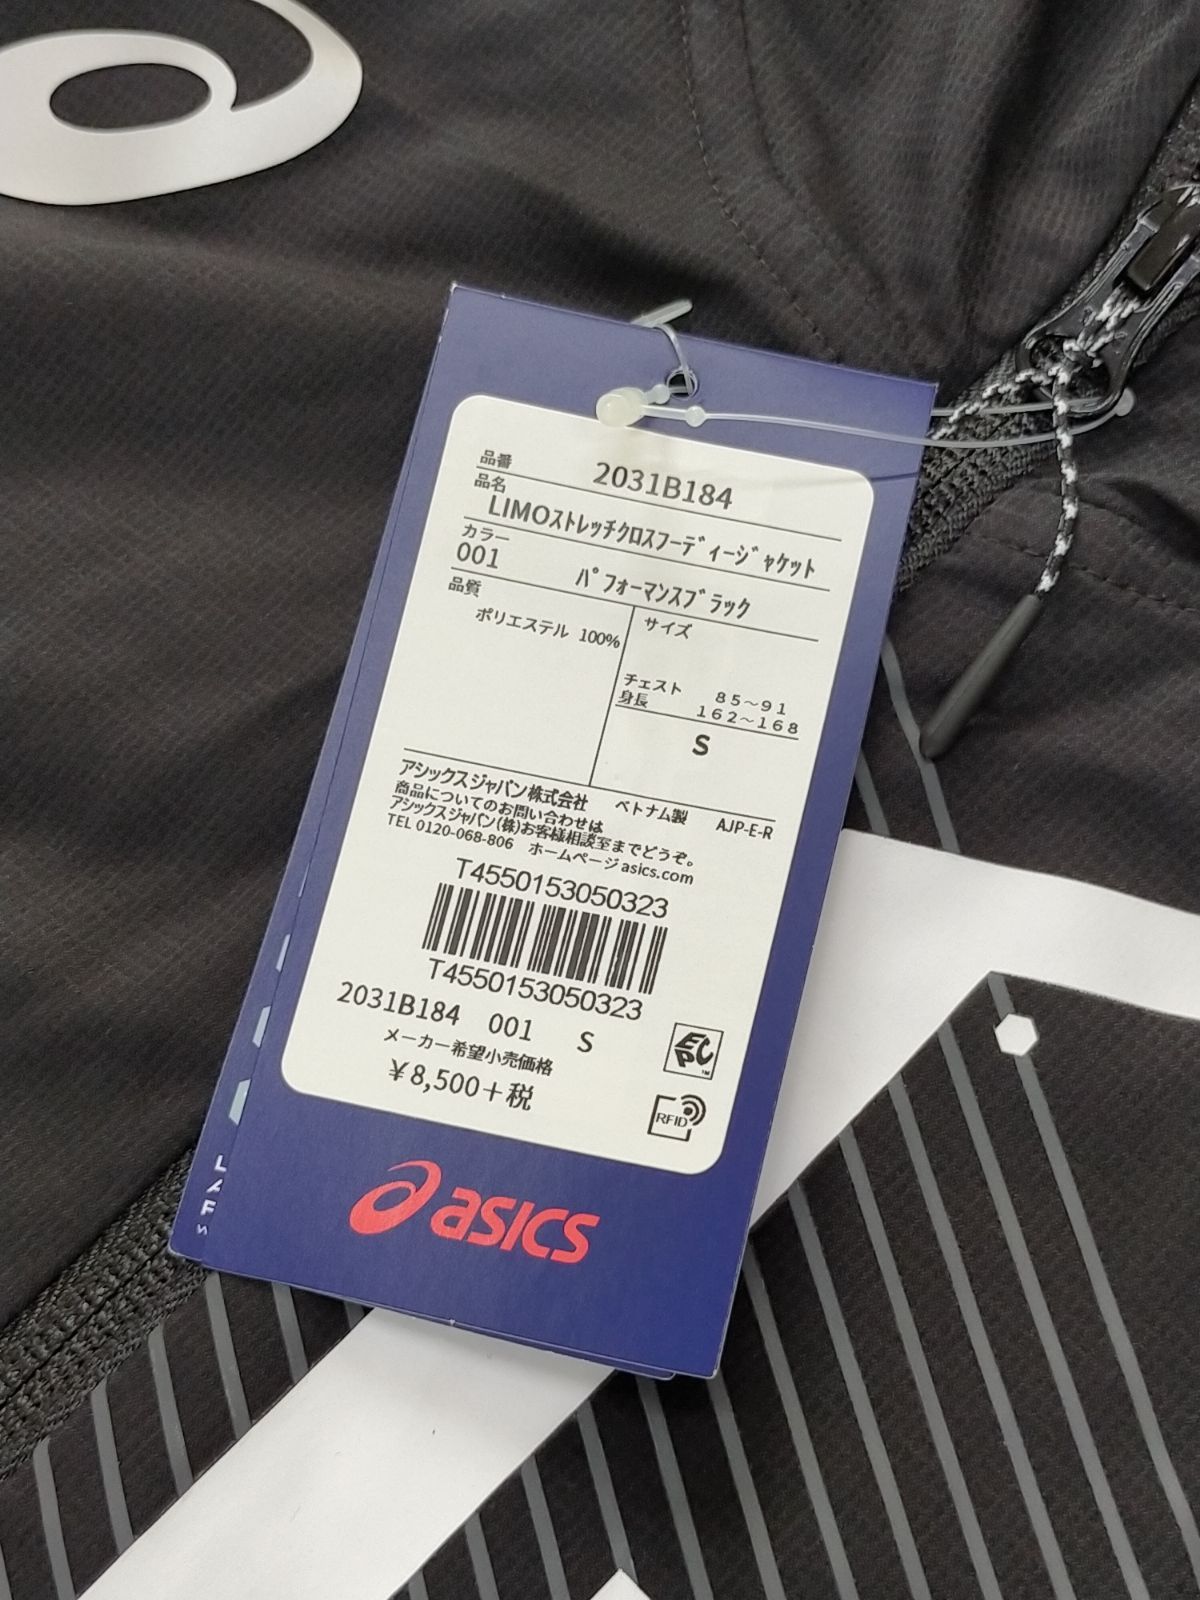 品番 2031B184
品名
LIMOｽﾄﾚｯﾁｸﾛｽﾌｰﾃﾞｨｰｼﾞｬｹｯﾄ
カラー
001 ﾊﾟﾌｫｰﾏﾝｽﾌﾞﾗｯｸ
品質
ポリエステル 100%
サイズ
チェスト ８５～９１
身長 １６２～１６８
S
アシックスジャパン株式会社 ベトナム製 AJP-E-R
商品についてのお問い合わせは
アシックスジャパン(株)お客様相談室までどうぞ。
TEL 0120-068-806 ホームページ asics.com
T4550153050323
T4550153050323
2031B184 001 S
メーカー希望小売価格
¥8,500＋税
EPC
TM
RFID
asics